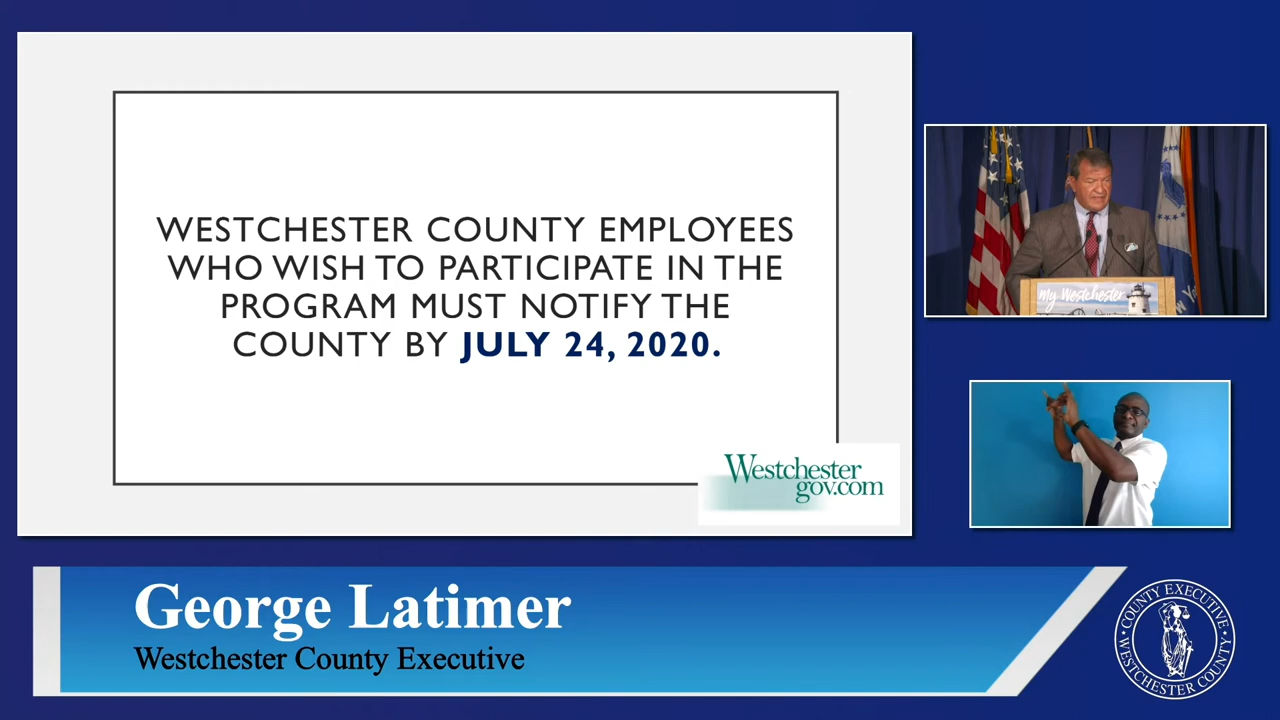 WESTCHESTER COUNTY EMPLOYEES
WHO WISH TO PARTICIPATE IN THE
PROGRAM MUST NOTIFY THE
COUNTY BY JULY 24, 2020.
Westchester
gov.com
My Westchester
George Latimer
Westchester County Executive
COUNTY EXECUTIVE
WESTCHESTER COUNTY